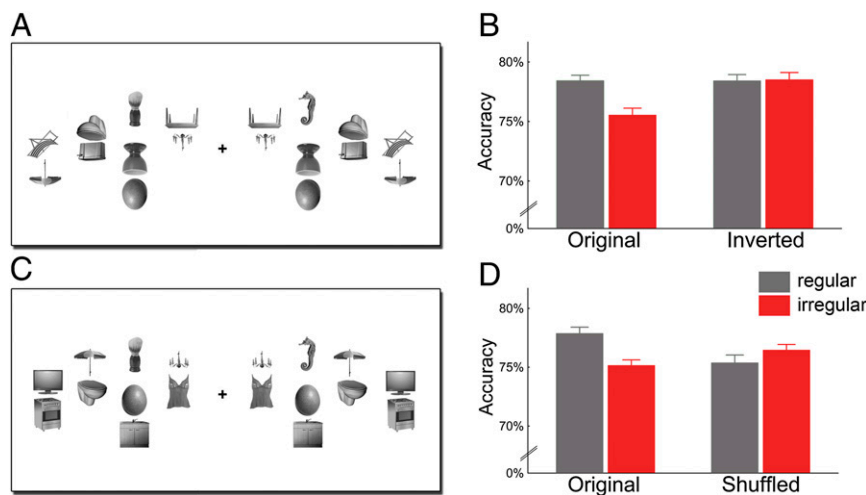 A
B
80%
75%
70%
0%
Accuracy
Original Inverted
C
D
regular
irregular
80%
75%
70%
0%
Accuracy
Original Shuffled